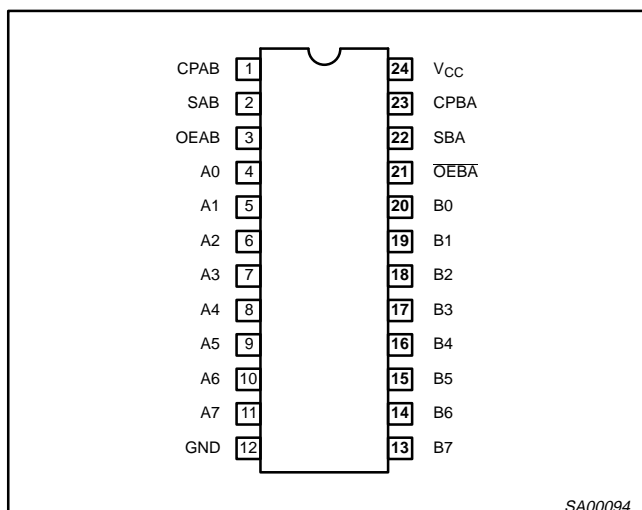 CPAB 1 24 VCC
SAB 2 23 CPBA
OEAB 3 22 SBA
A0 4 21 O̅E̅B̅A̅
A1 5 20 B0
A2 6 19 B1
A3 7 18 B2
A4 8 17 B3
A5 9 16 B4
A6 10 15 B5
A7 11 14 B6
GND 12 13 B7
SA00094